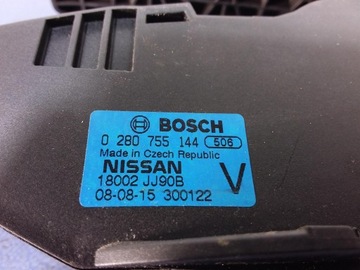 BOSCH
0 280 755 144 506
Made in Czech Republic
NISSAN V
18002 JJ90B
08-08-15 300122